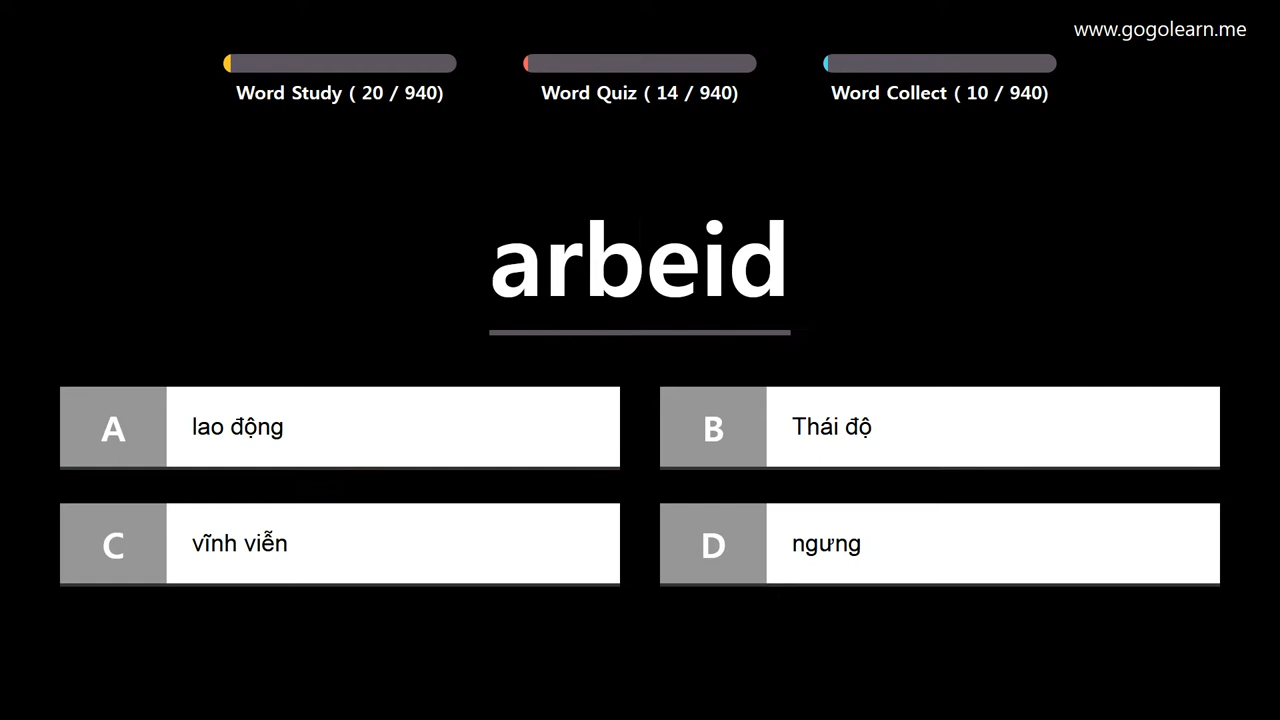 www.gogolearn.me
Word Study ( 20 / 940)
Word Quiz ( 14 / 940)
Word Collect ( 10 / 940)
arbeid
A lao động
B Thái độ
C vĩnh viễn
D ngưng